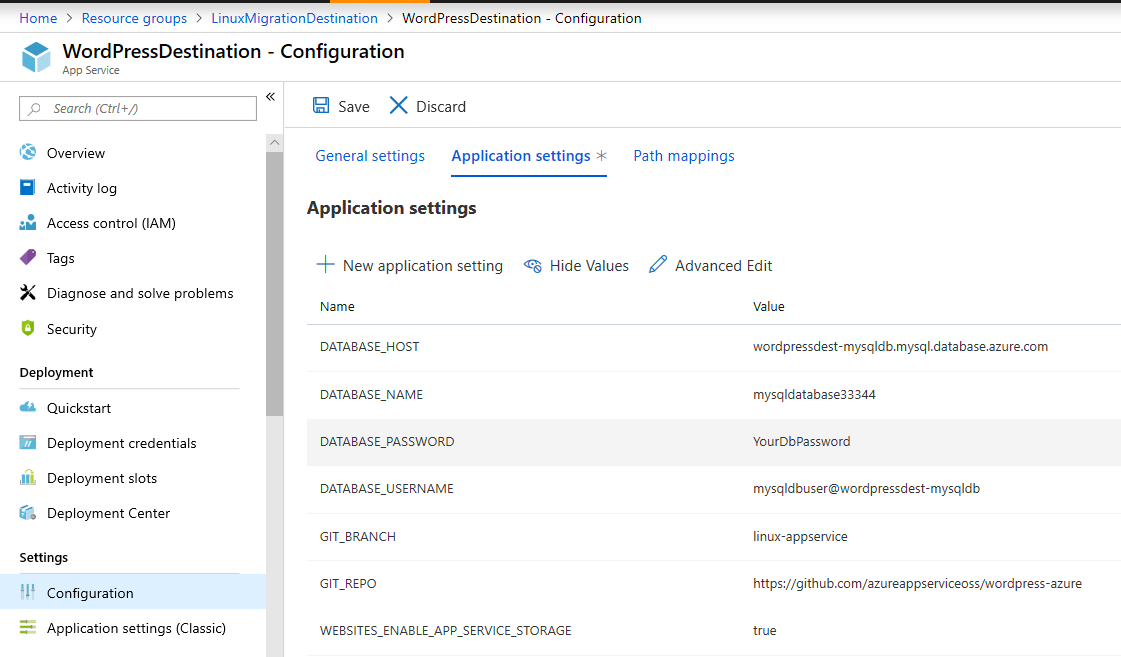 Home > Resource groups > LinuxMigrationDestination > WordPressDestination - Configuration
WordPressDestination - Configuration
App Service
Search (Ctrl+/)
«
Overview
Activity log
Access control (IAM)
Tags
Diagnose and solve problems
Security
Deployment
Quickstart
Deployment credentials
Deployment slots
Deployment Center
Settings
Configuration
Application settings (Classic)
Save Discard
General settings Application settings * Path mappings
Application settings
New application setting Hide Values Advanced Edit
Name Value
DATABASE_HOST wordpressdest-mysqldb.mysql.database.azure.com
DATABASE_NAME mysqldatabase33344
DATABASE_PASSWORD YourDbPassword
DATABASE_USERNAME mysqldbuser@wordpressdest-mysqldb
GIT_BRANCH linux-appservice
GIT_REPO https://github.com/azureappserviceoss/wordpress-azure
WEBSITES_ENABLE_APP_SERVICE_STORAGE true